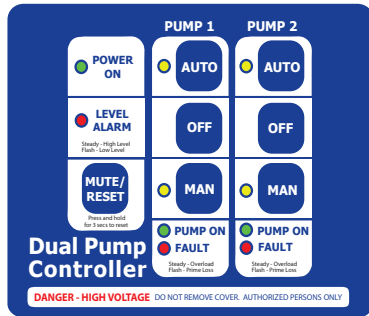 PUMP 1 PUMP 2
POWER
ON
AUTO AUTO
LEVEL
ALARM
Steady - High Level
Flash - Low Level
OFF OFF
MUTE/
RESET
Press and hold
for 3 secs to reset
MAN MAN
PUMP ON PUMP ON
FAULT FAULT
Steady - Overload Steady - Overload
Flash - Prime Loss Flash - Prime Loss
Dual Pump
Controller
DANGER - HIGH VOLTAGE DO NOT REMOVE COVER. AUTHORIZED PERSONS ONLY